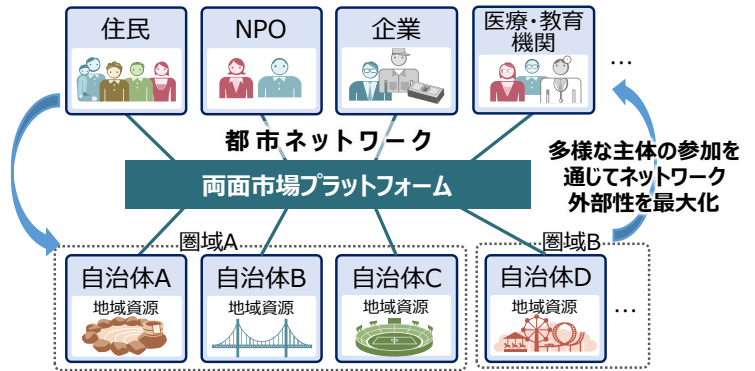 住民
NPO
企業
医療・教育
機関
…
都市ネットワーク
両面市場プラットフォーム
多様な主体の参加を
通じてネットワーク
外部性を最大化
圏域A
圏域B
自治体A
地域資源
自治体B
地域資源
自治体C
地域資源
自治体D
地域資源
…